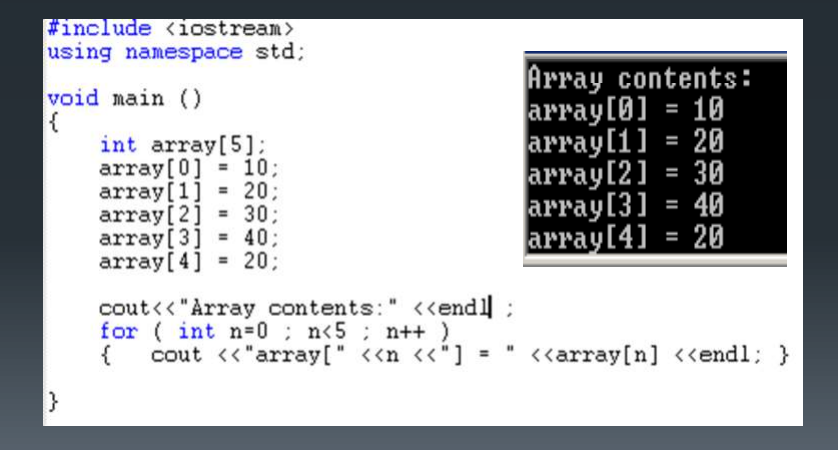 #include <iostream>
using namespace std;
void main ()
{
int array[5];
array[0] = 10;
array[1] = 20;
array[2] = 30;
array[3] = 40;
array[4] = 20;
cout<<"Array contents:" <<endl ;
for ( int n=0 ; n<5 ; n++ )
{ cout <<"array[" <<n <<"] = " <<array[n] <<endl; }
}
Array contents:
array[0] = 10
array[1] = 20
array[2] = 30
array[3] = 40
array[4] = 20